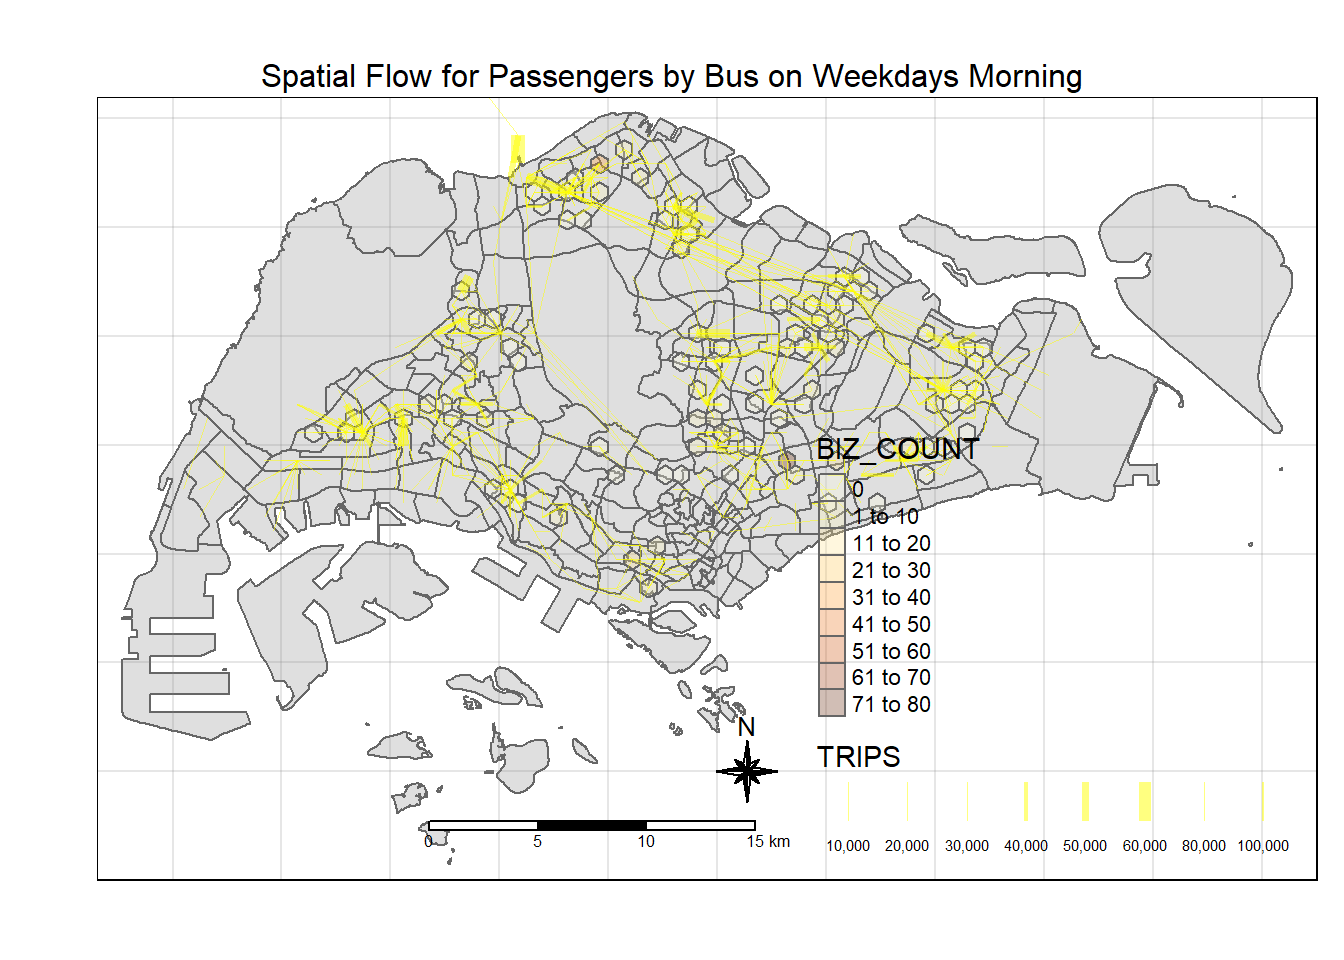 Spatial Flow for Passengers by Bus on Weekdays Morning
BIZ_COUNT
0
1 to 10
11 to 20
21 to 30
31 to 40
41 to 50
51 to 60
61 to 70
71 to 80
N
TRIPS
0 5 10 15 km
10,000 20,000 30,000 40,000 50,000 60,000 80,000 100,000